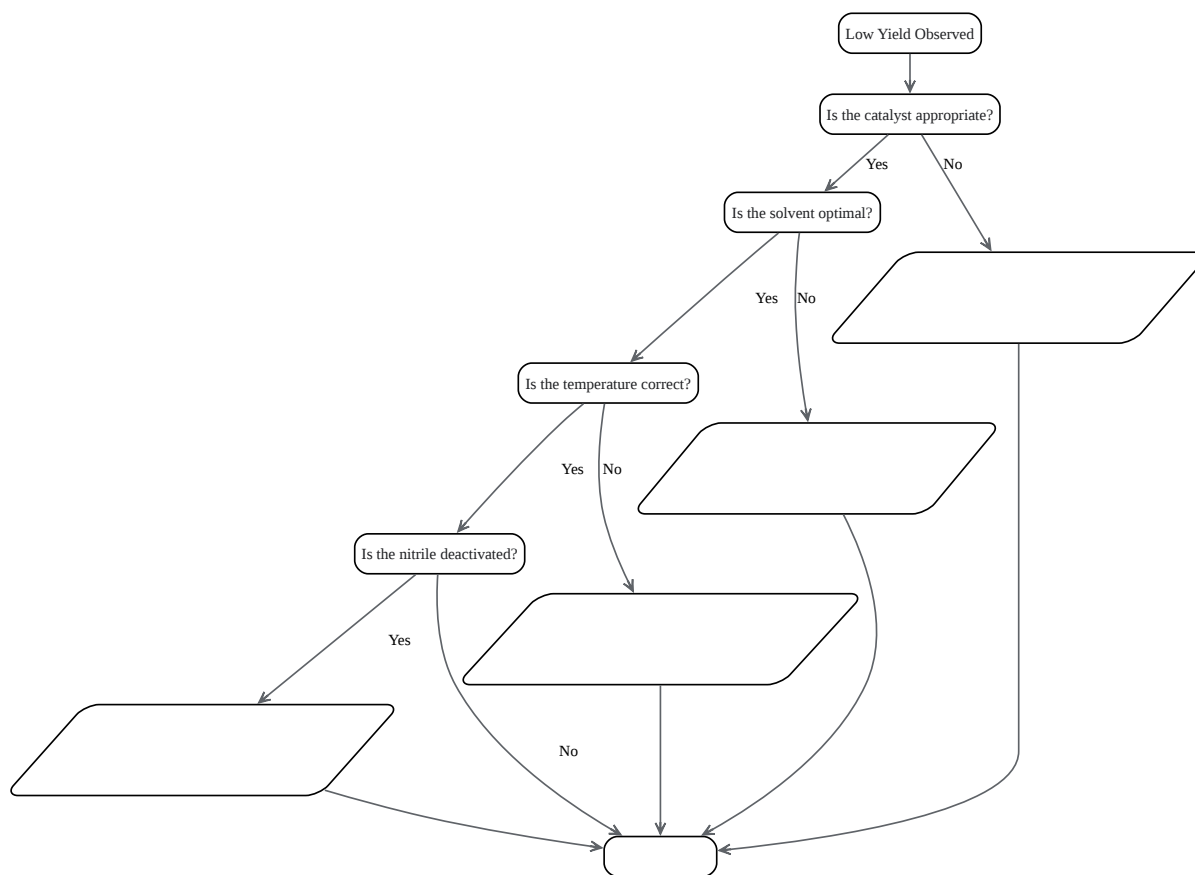 Low Yield Observed
Is the catalyst appropriate?
Yes
No
Is the solvent optimal?
Yes
No
Is the temperature correct?
Yes
No
Is the nitrile deactivated?
Yes
No